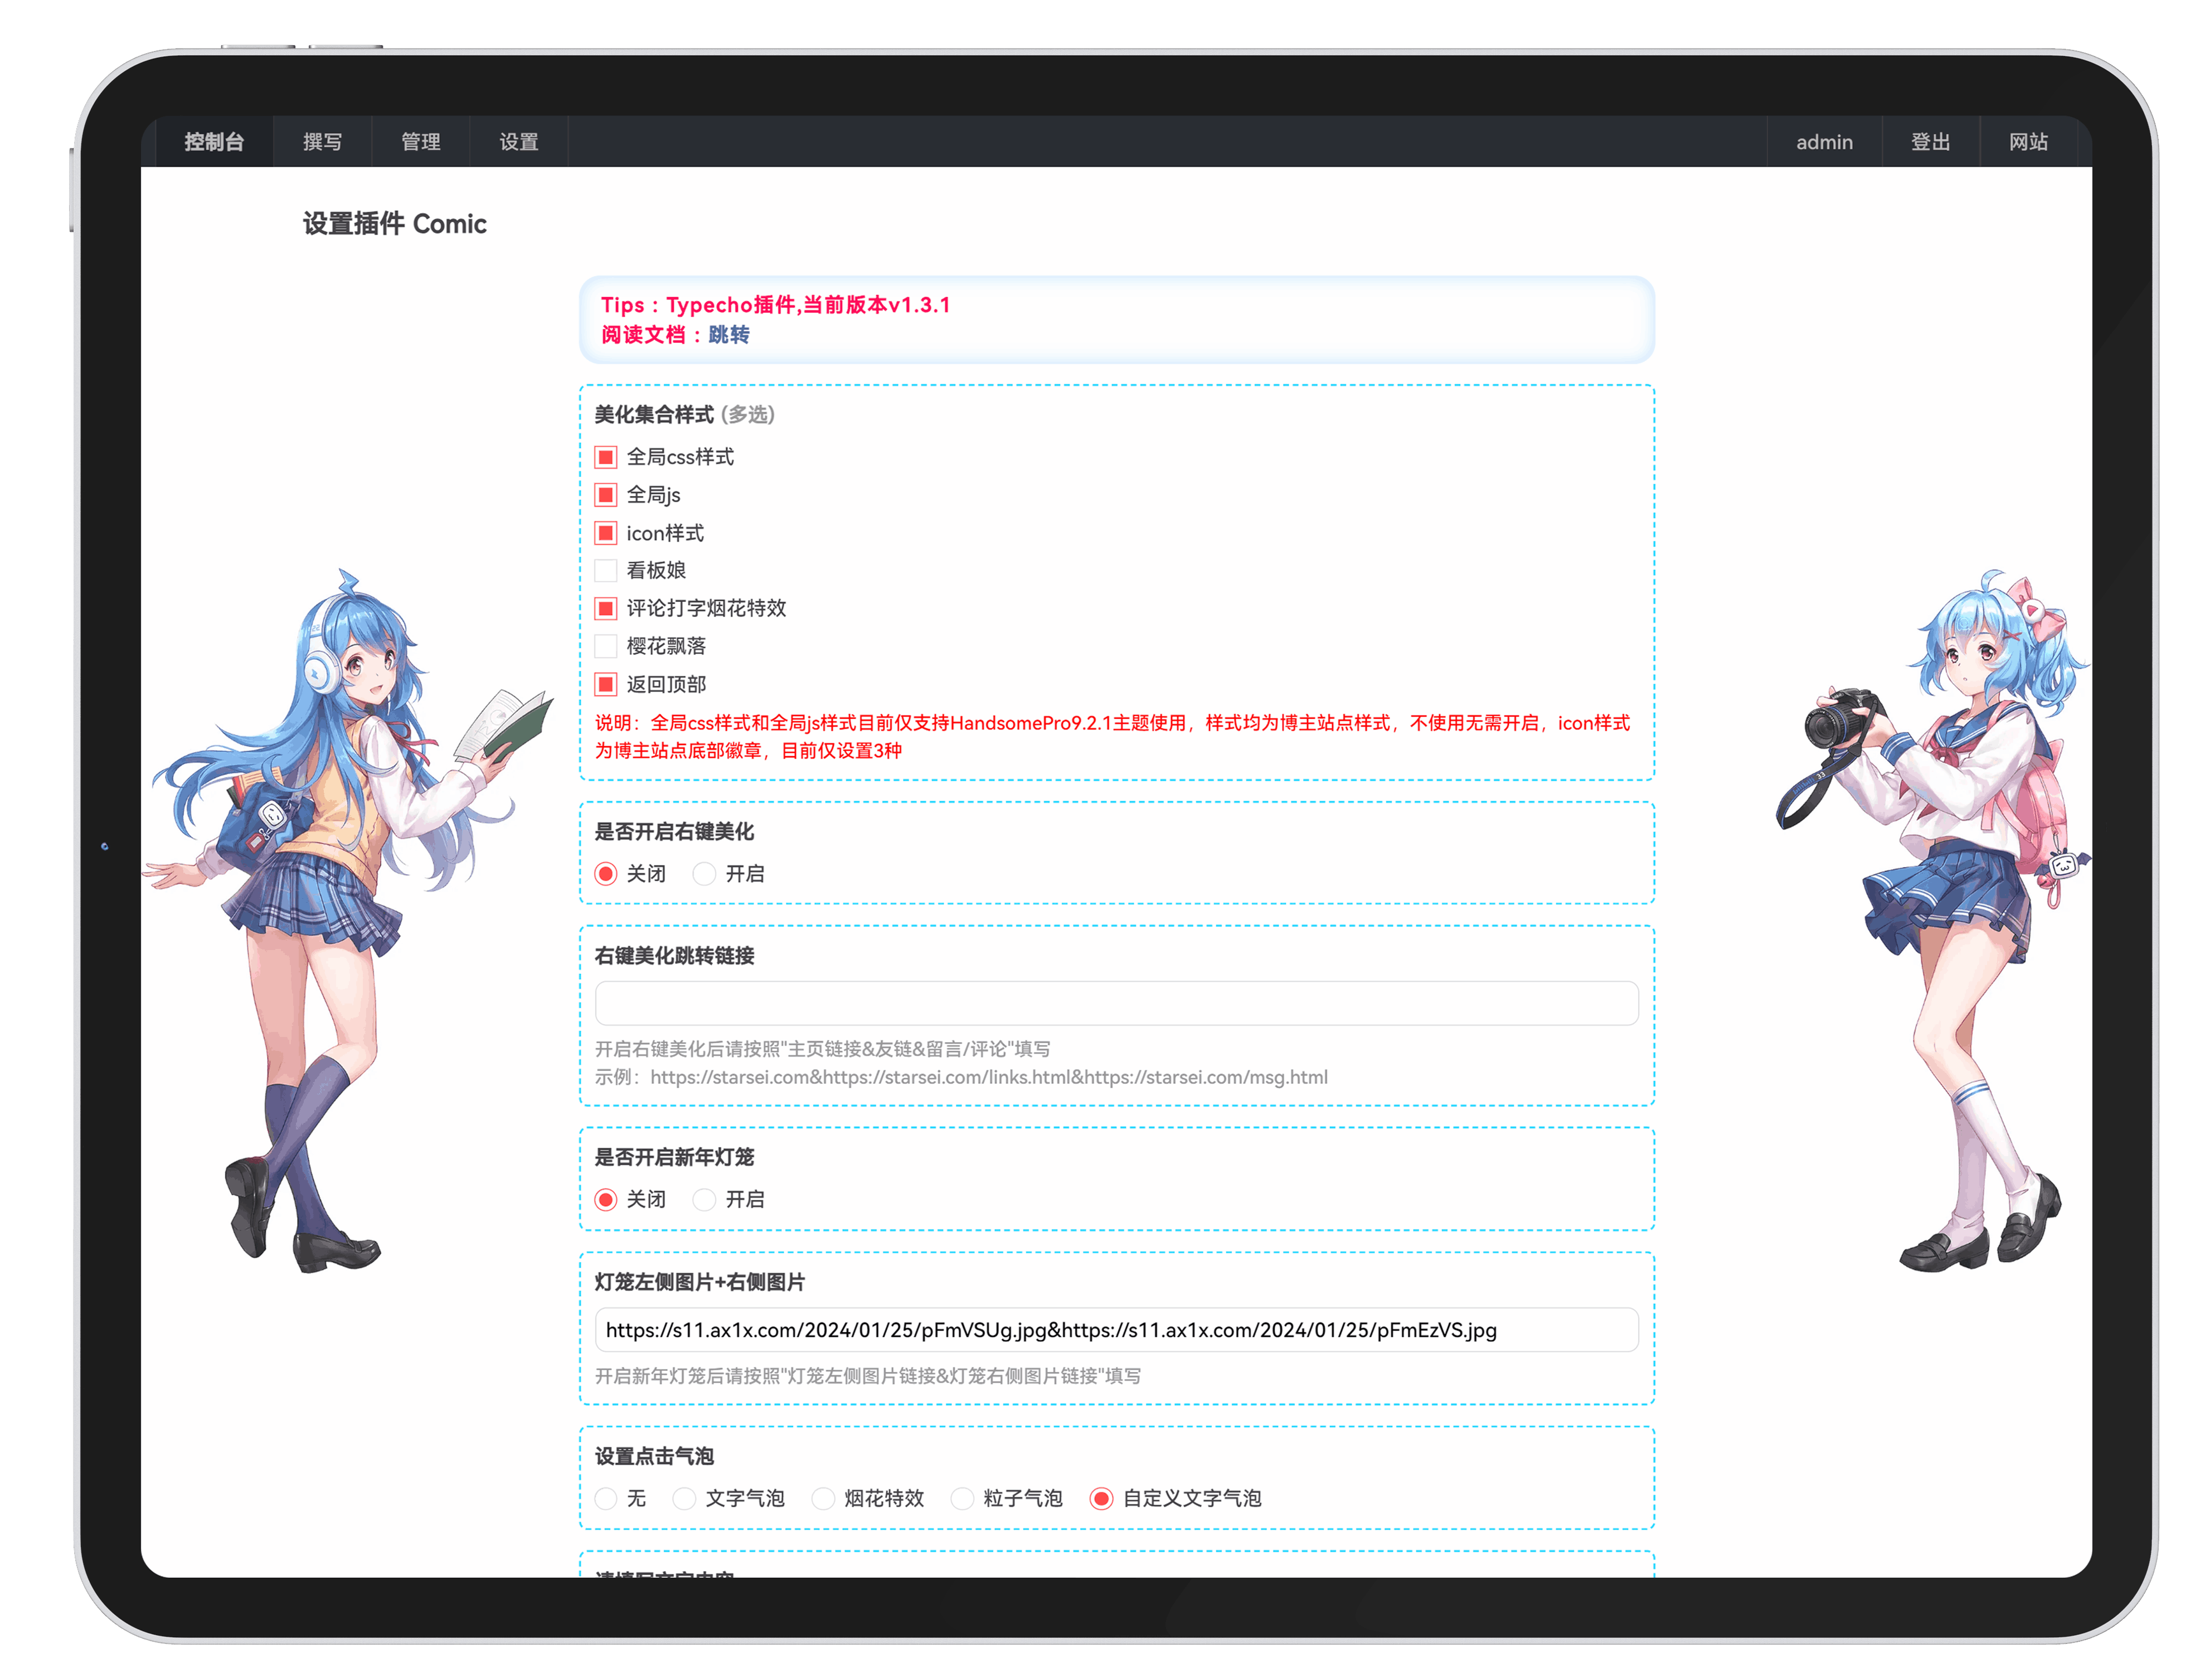 控制台 撰写 管理 设置 admin 登出 网站
设置插件 Comic
Tips：Typecho插件,当前版本v1.3.1
阅读文档：跳转
美化集合样式 (多选)
全局css样式
全局js
icon样式
看板娘
评论打字烟花特效
樱花飘落
返回顶部
说明：全局css样式和全局js样式目前仅支持HandsomePro9.2.1主题使用，样式均为博主站点样式，不使用无需开启，icon样式
为博主站点底部徽章，目前仅设置3种
是否开启右键美化
关闭 开启
右键美化跳转链接
开启右键美化后请按照"主页链接&友链&留言/评论"填写
示例：https://starsei.com&https://starsei.com/links.html&https://starsei.com/msg.html
是否开启新年灯笼
关闭 开启
灯笼左侧图片+右侧图片
https://s11.ax1x.com/2024/01/25/pFmVSUg.jpg&https://s11.ax1x.com/2024/01/25/pFmEzVS.jpg
开启新年灯笼后请按照"灯笼左侧图片链接&灯笼右侧图片链接"填写
设置点击气泡
无 文字气泡 烟花特效 粒子气泡 自定义文字气泡